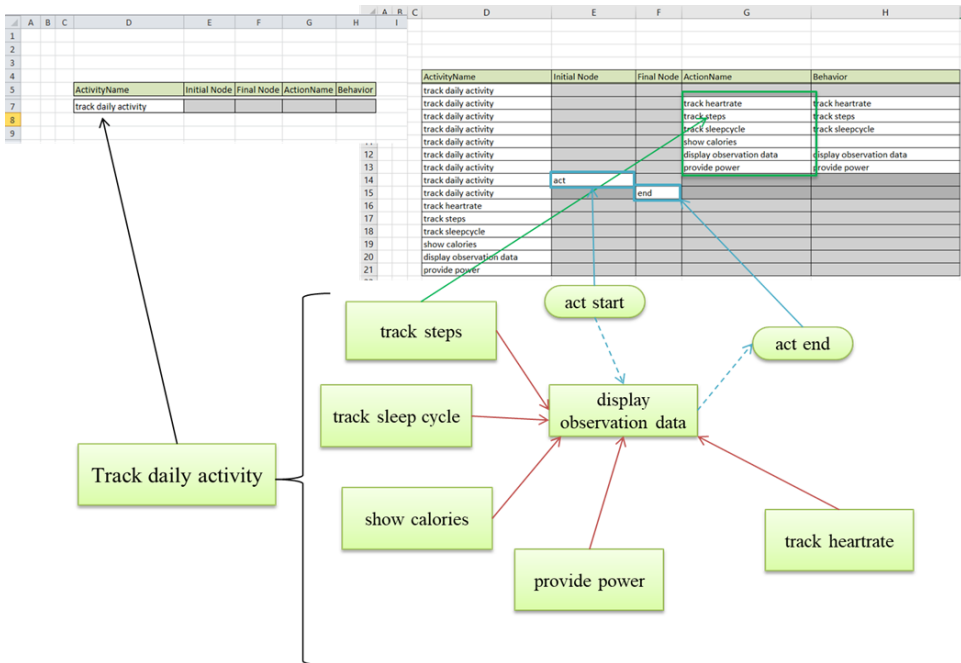 A B C D E F G H I
1
2
3
4
5 ActivityName Initial Node Final Node ActionName Behavior
7 track daily activity
8
9
A B C D E F G H
ActivityName Initial Node Final Node ActionName Behavior
track daily activity
track daily activity track heartrate track heartrate
track daily activity track steps track steps
track daily activity track sleepcycle track sleepcycle
track daily activity show calories
12 track daily activity display observation data display observation data
13 track daily activity provide power provide power
14 track daily activity act
15 track daily activity end
16 track heartrate
17 track steps
18 track sleepcycle
19 show calories
20 display observation data
21 provide power
act start
track steps
act end
display
observation data
track sleep cycle
Track daily activity
show calories
track heartrate
provide power